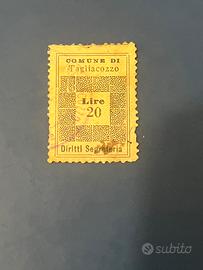 COMUNE DI
Tagliacozzo
Lire
20
Diritti Segreteria
subito